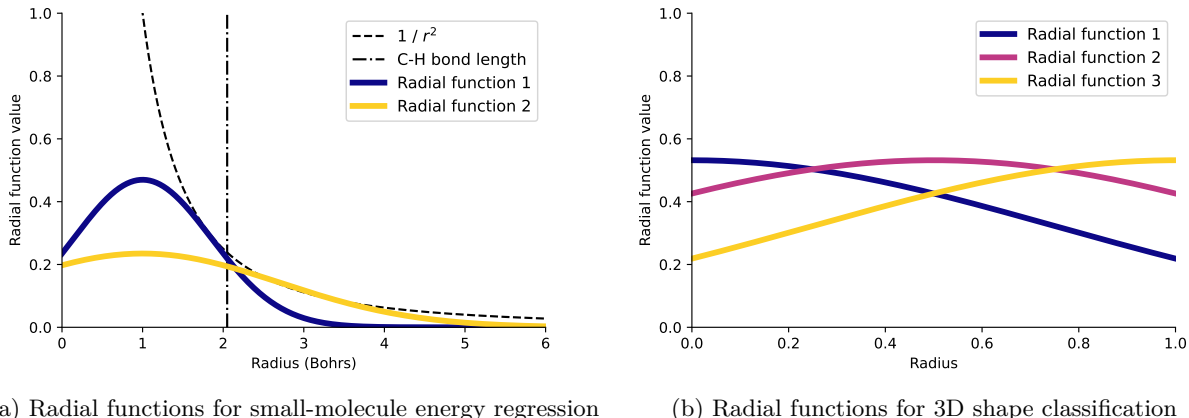 1.0
0.8
0.6
0.4
0.2
0.0
Radial function value
0 1 2 3 4 5 6
Radius (Bohrs)
1 / r²
C-H bond length
Radial function 1
Radial function 2
a) Radial functions for small-molecule energy regression
1.0
0.8
0.6
0.4
0.2
0.0
Radial function value
0.0 0.2 0.4 0.6 0.8 1.0
Radius
Radial function 1
Radial function 2
Radial function 3
(b) Radial functions for 3D shape classification